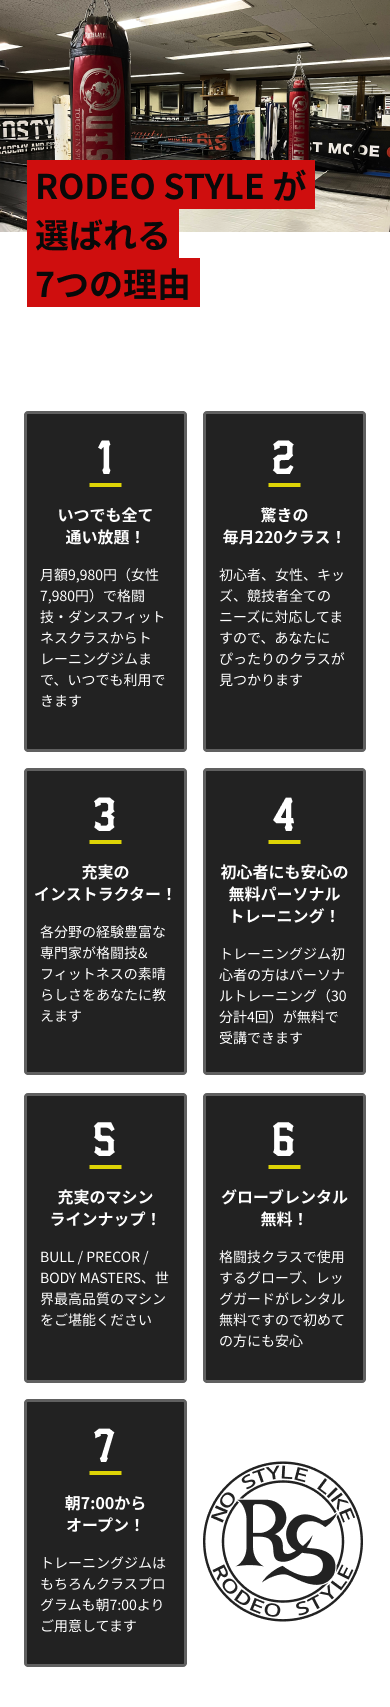 RODEO STYLE が
選ばれる
7つの理由
1
いつでも全て
通い放題！
月額9,980円（女性
7,980円）で格闘
技・ダンスフィット
ネスクラスからト
レーニングジムま
で、いつでも利用で
きます
2
驚きの
毎月220クラス！
初心者、女性、キッ
ズ、競技者全ての
ニーズに対応してま
すので、あなたに
ぴったりのクラスが
見つかります
3
充実の
インストラクター！
各分野の経験豊富な
専門家が格闘技&
フィットネスの素晴
らしさをあなたに教
えます
4
初心者にも安心の
無料パーソナル
トレーニング！
トレーニングジム初
心者の方はパーソナ
ルトレーニング（30
分計4回）が無料で
受講できます
5
充実のマシン
ラインナップ！
BULL / PRECOR /
BODY MASTERS、世
界最高品質のマシン
をご堪能ください
6
グローブレンタル
無料！
格闘技クラスで使用
するグローブ、レッ
グガードがレンタル
無料ですので初めて
の方にも安心
7
朝7:00から
オープン！
トレーニングジムは
もちろんクラスプロ
グラムも朝7:00より
ご用意してます
NO STYLE LIKE
RS
RODEO STYLE